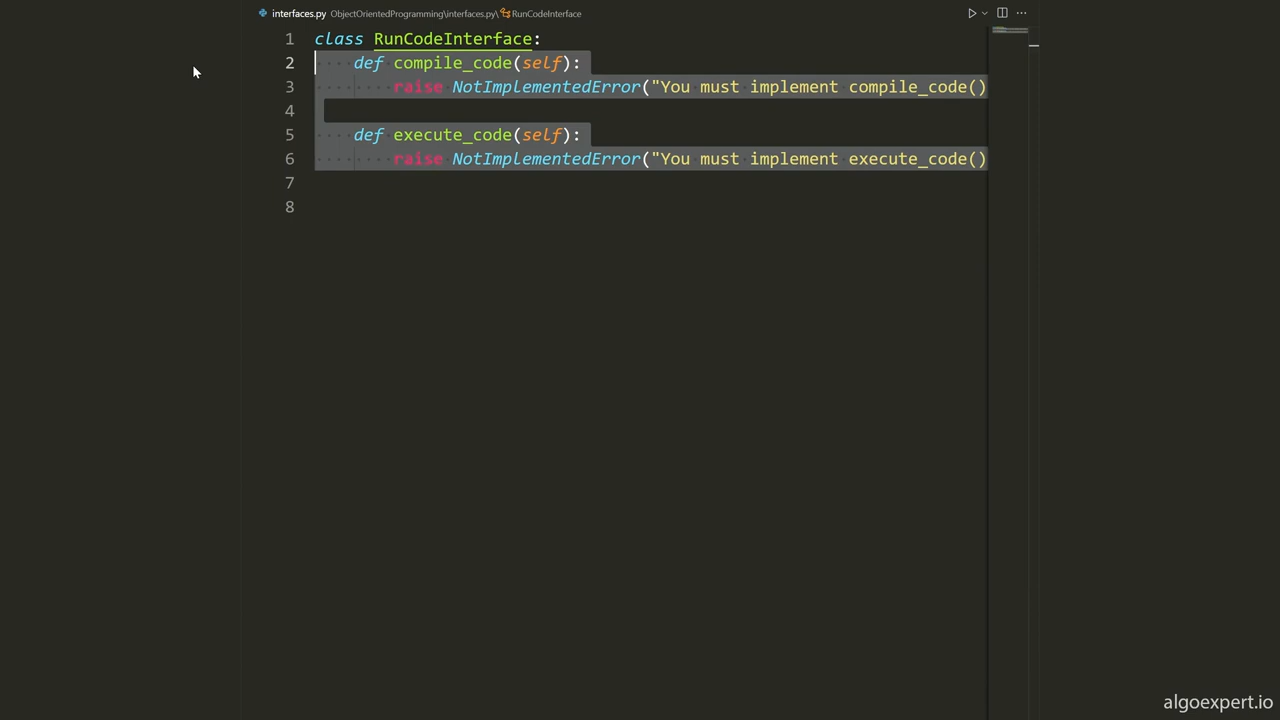 interfaces.py ObjectOrientedProgramming\interfaces.py\RunCodeInterface
1 class RunCodeInterface:
2 def compile_code(self):
3 raise NotImplementedError("You must implement compile_code()
4
5 def execute_code(self):
6 raise NotImplementedError("You must implement execute_code()
7
8
algoexpert.io